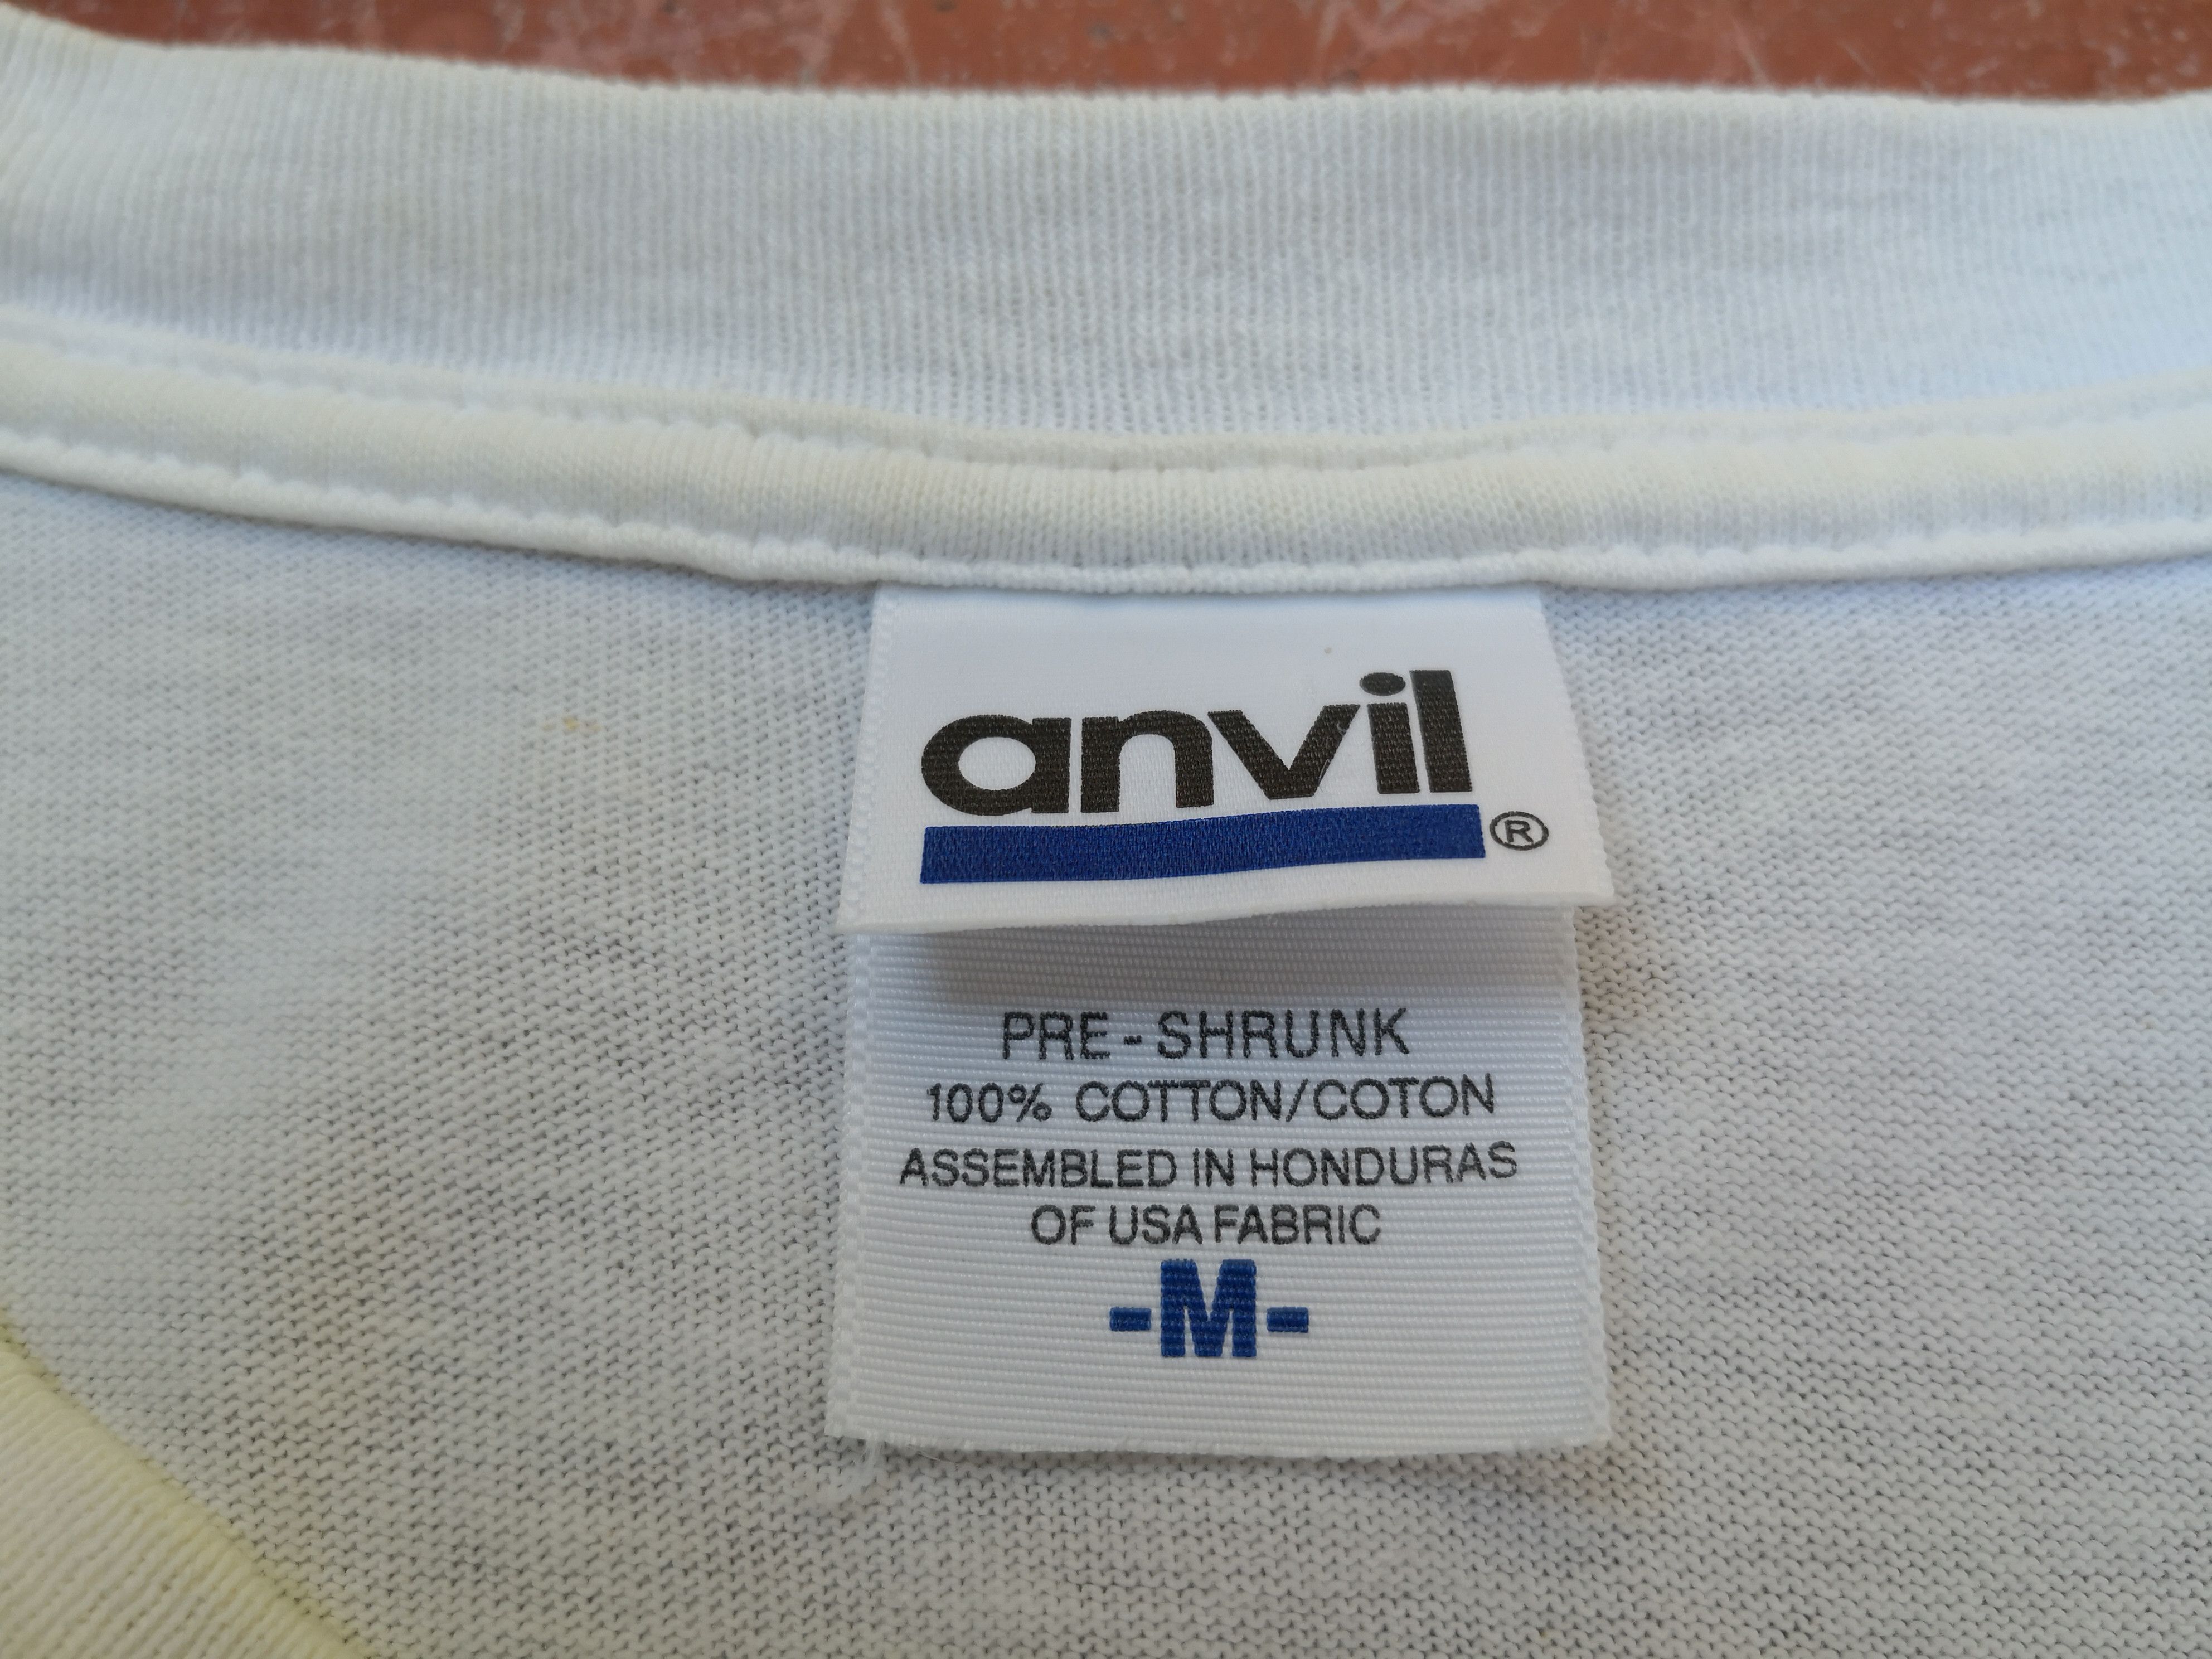 anvil
®
PRE-SHRUNK
100% COTTON/COTON
ASSEMBLED IN HONDURAS
OF USA FABRIC
-M-